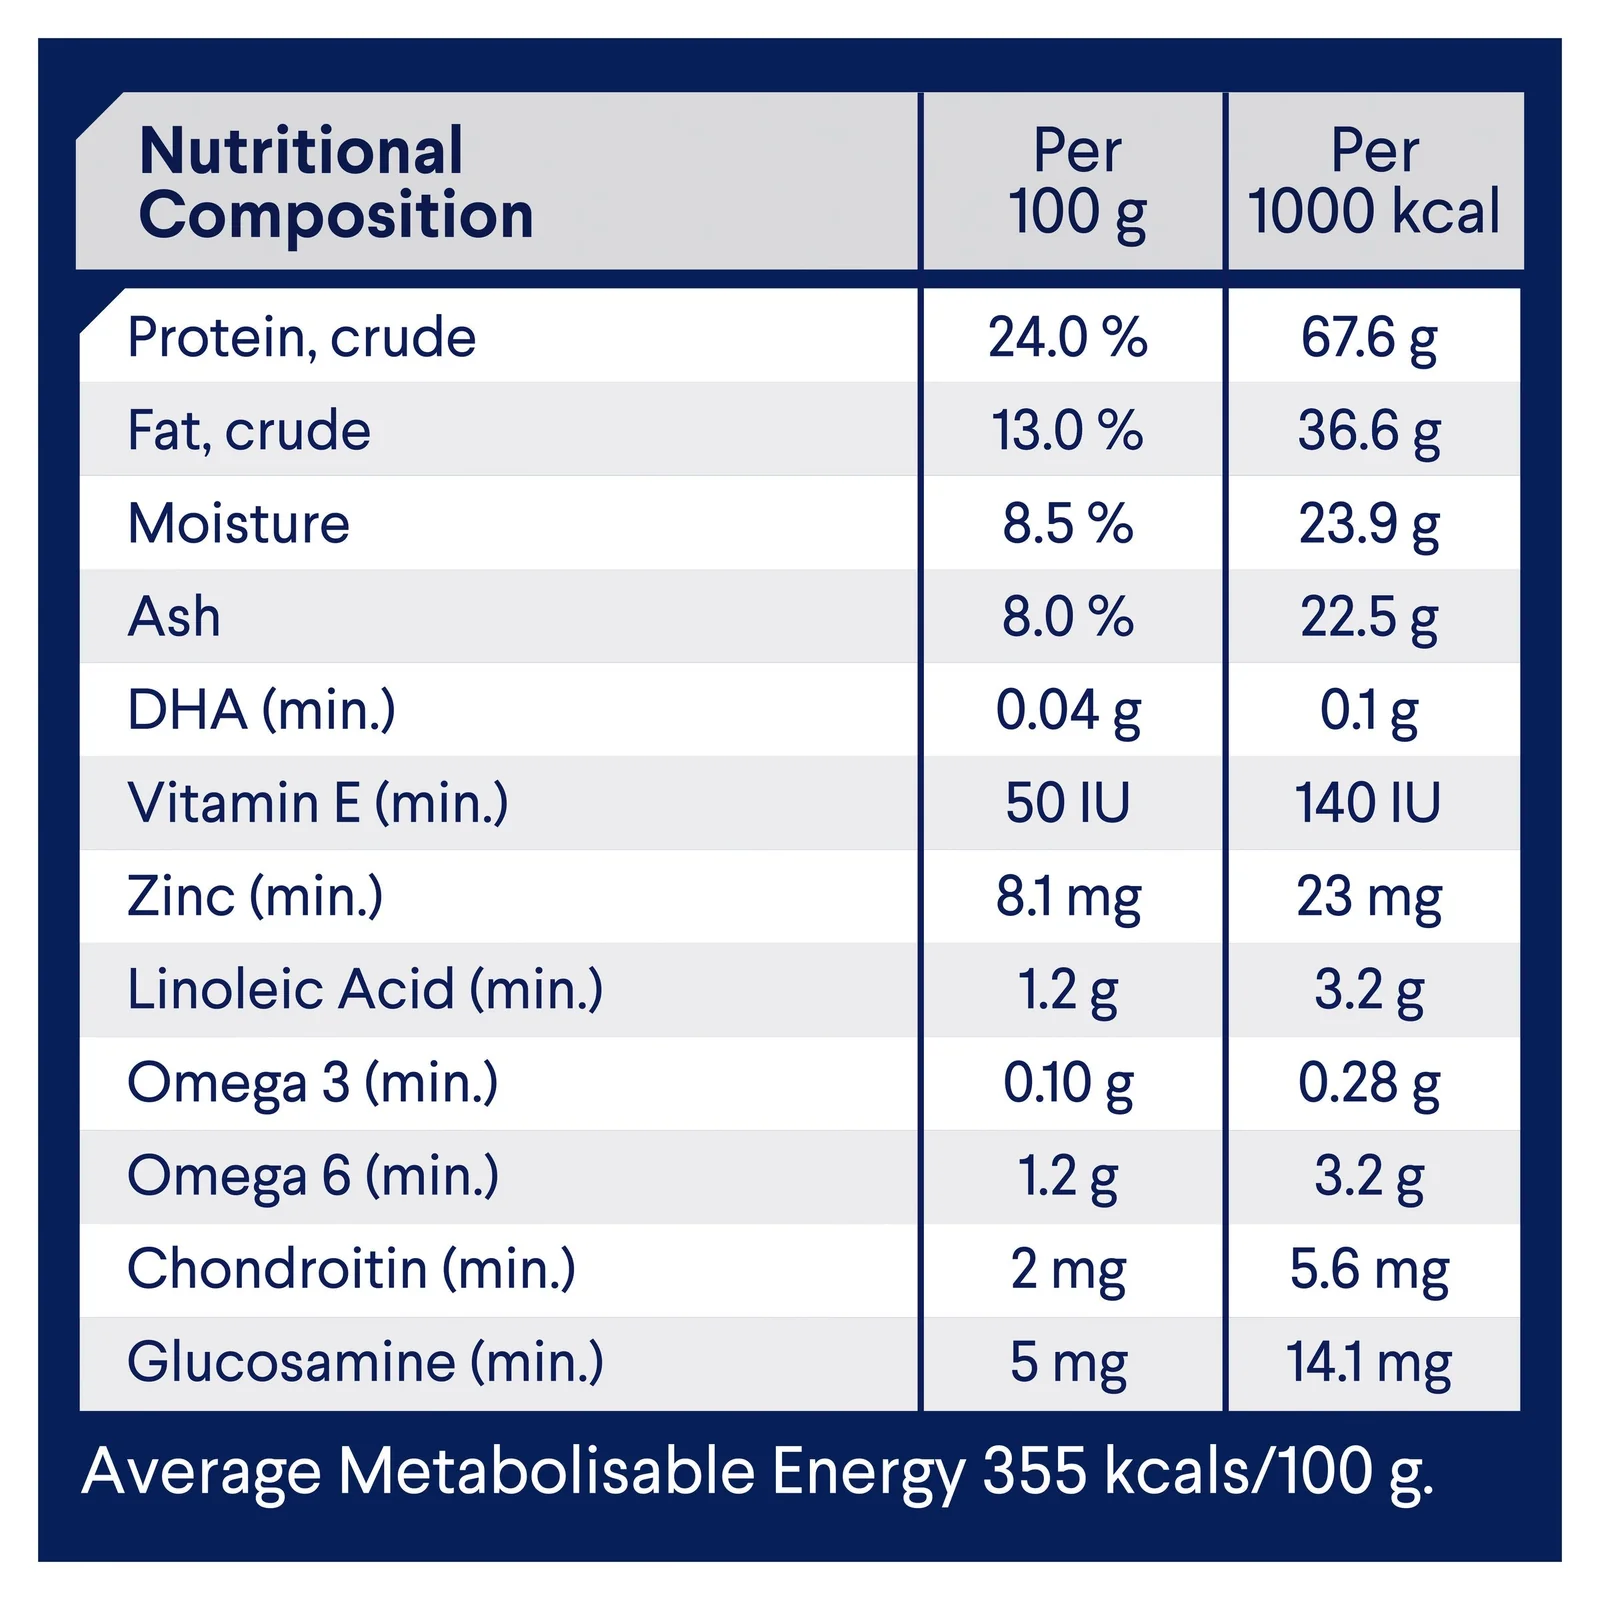 Nutritional
Composition
Per
100 g
Per
1000 kcal
Protein, crude 24.0 % 67.6 g
Fat, crude 13.0 % 36.6 g
Moisture 8.5 % 23.9 g
Ash 8.0 % 22.5 g
DHA (min.) 0.04 g 0.1 g
Vitamin E (min.) 50 IU 140 IU
Zinc (min.) 8.1 mg 23 mg
Linoleic Acid (min.) 1.2 g 3.2 g
Omega 3 (min.) 0.10 g 0.28 g
Omega 6 (min.) 1.2 g 3.2 g
Chondroitin (min.) 2 mg 5.6 mg
Glucosamine (min.) 5 mg 14.1 mg
Average Metabolisable Energy 355 kcals/100 g.